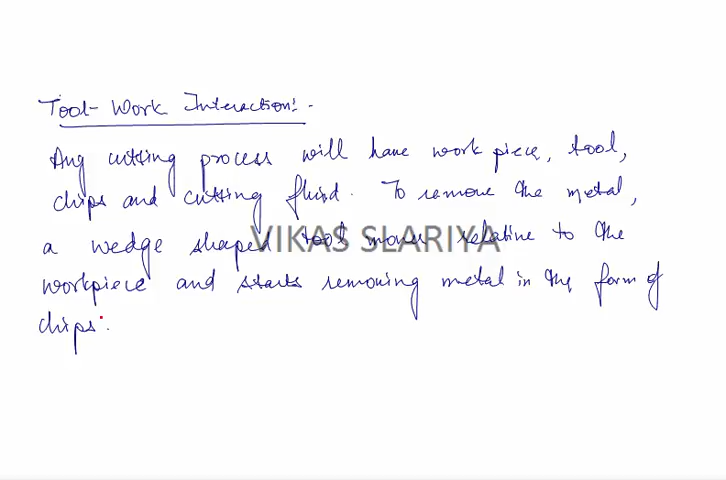 Tool-Work Interaction:-
Any cutting process will have work piece, tool,
chips and cutting fluid. To remove the metal,
a wedge shaped tool moves relative to the
VIKAS SLARIYA
workpiece and starts removing metal in the form of
chips.